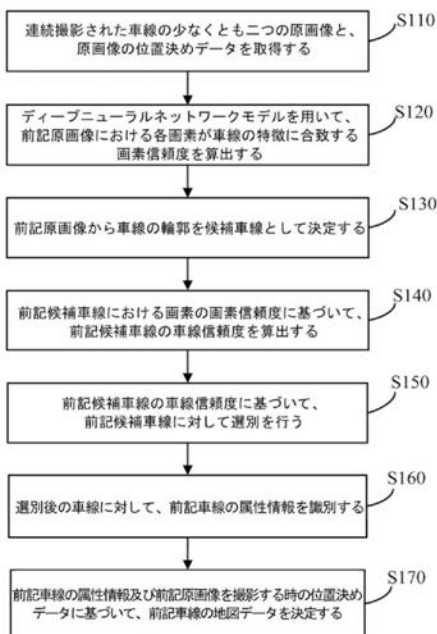 連続撮影された車線の少なくとも二つの原画像と、
原画像の位置決めデータを取得する
S110
ディープニューラルネットワークモデルを用いて、
前記原画像における各画素が車線の特徴に合致する
画素信頼度を算出する
S120
前記原画像から車線の輪郭を候補車線として決定する
S130
前記候補車線における画素の画素信頼度に基づいて、
前記候補車線の車線信頼度を算出する
S140
前記候補車線の車線信頼度に基づいて、
前記候補車線に対して選別を行う
S150
選別後の車線に対して、前記車線の属性情報を識別する
S160
前記車線の属性情報及び前記原画像を撮影する時の位置決め
データに基づいて、前記車線の地図データを決定する
S170